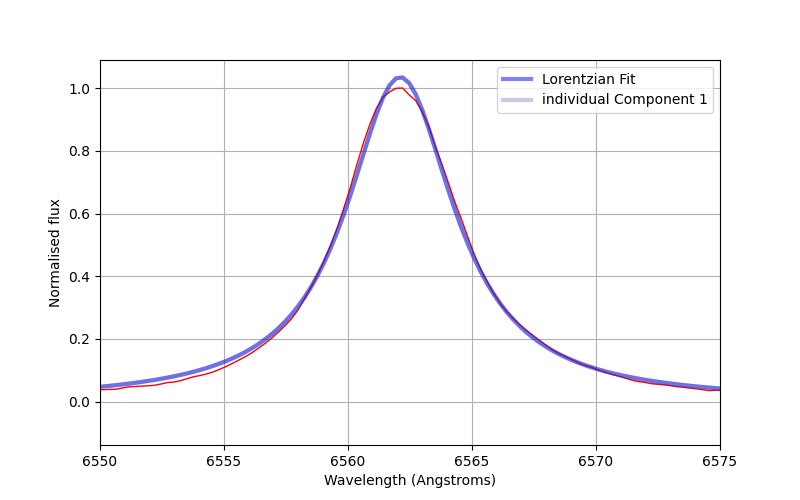 Lorentzian Fit
individual Component 1
1.0
0.8
0.6
0.4
0.2
0.0
Normalised flux
6550 6555 6560 6565 6570 6575
Wavelength (Angstroms)